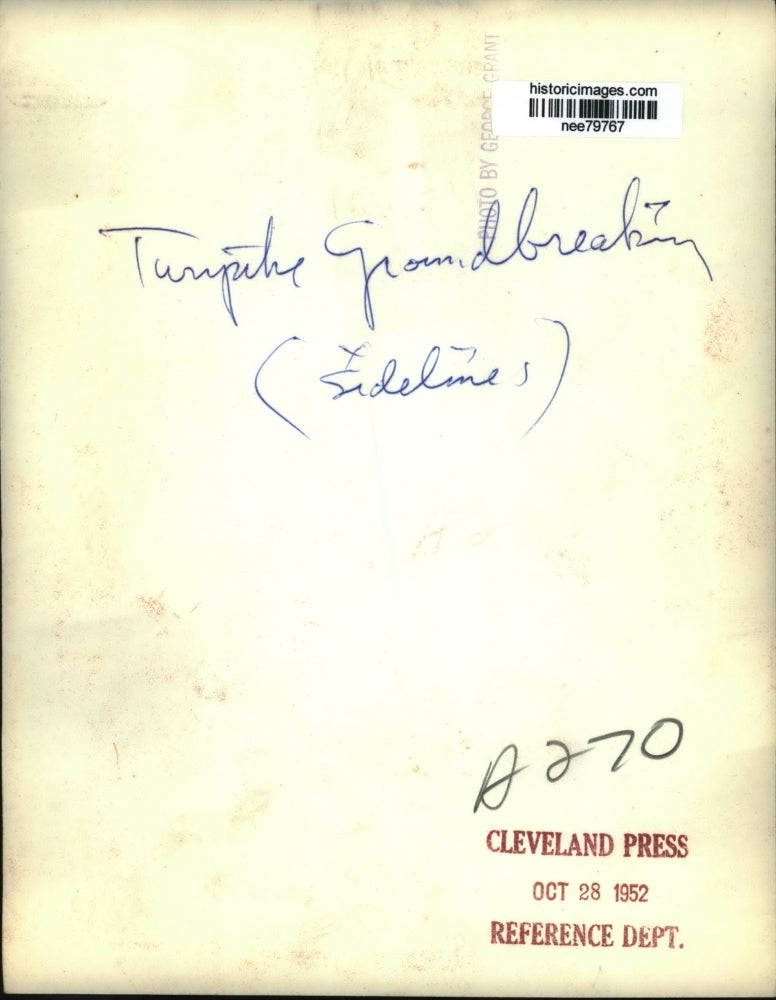 PHOTO BY GEORGE GRANT
historicimages.com
nee79767
Turnpike Groundbreaking
(Sidelines)
A270
CLEVELAND PRESS
OCT 28 1952
REFERENCE DEPT.